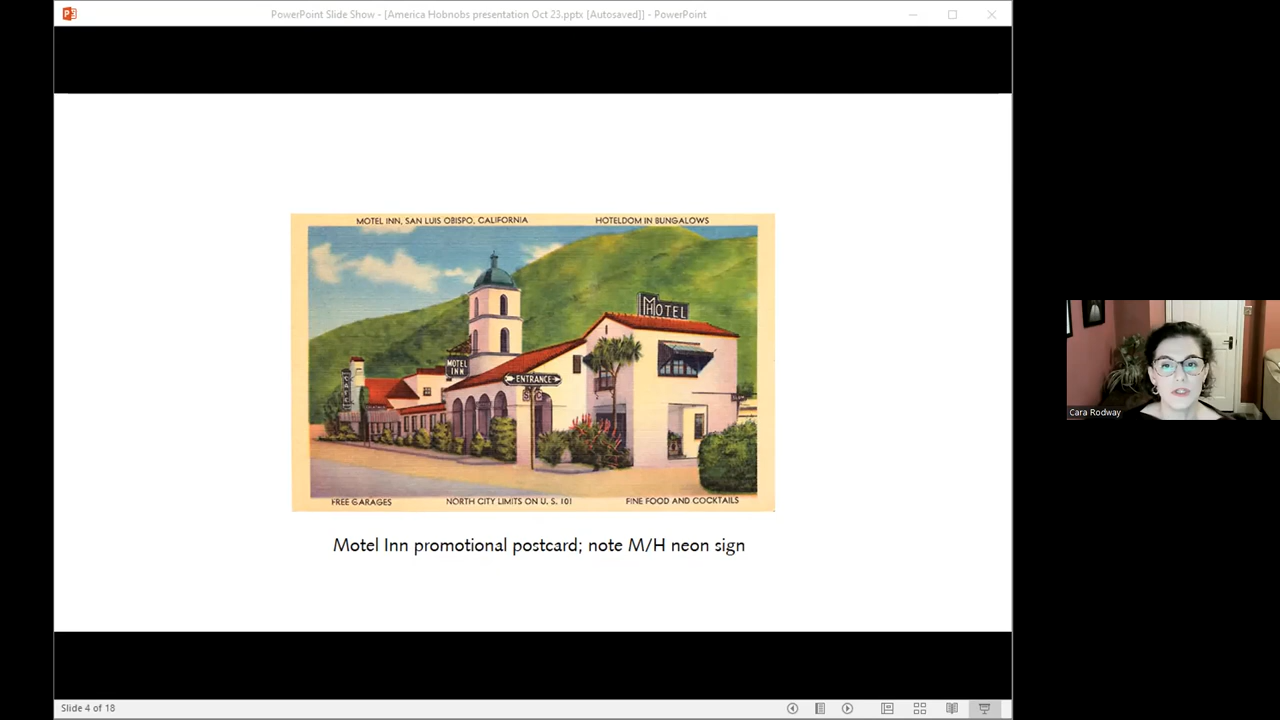 PowerPoint Slide Show - [America Hobnobs presentation Oct 23.pptx [Autosaved]] - PowerPoint
MOTEL INN, SAN LUIS OBISPO, CALIFORNIA
HOTELDOM IN BUNGALOWS
MHOTEL
MOTEL
INN
ENTRANCE
FREE GARAGES
NORTH CITY LIMITS ON U. S. 101
FINE FOOD AND COCKTAILS
Motel Inn promotional postcard; note M/H neon sign
Cara Rodway
Slide 4 of 18